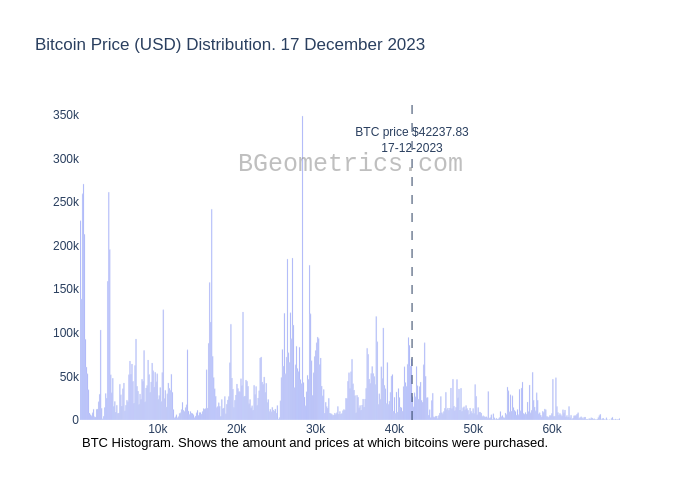 Bitcoin Price (USD) Distribution. 17 December 2023
350k
BTC price $42237.83
17-12-2023
300k
BGeometrics.com
250k
200k
150k
100k
50k
0
10k 20k 30k 40k 50k 60k
BTC Histogram. Shows the amount and prices at which bitcoins were purchased.